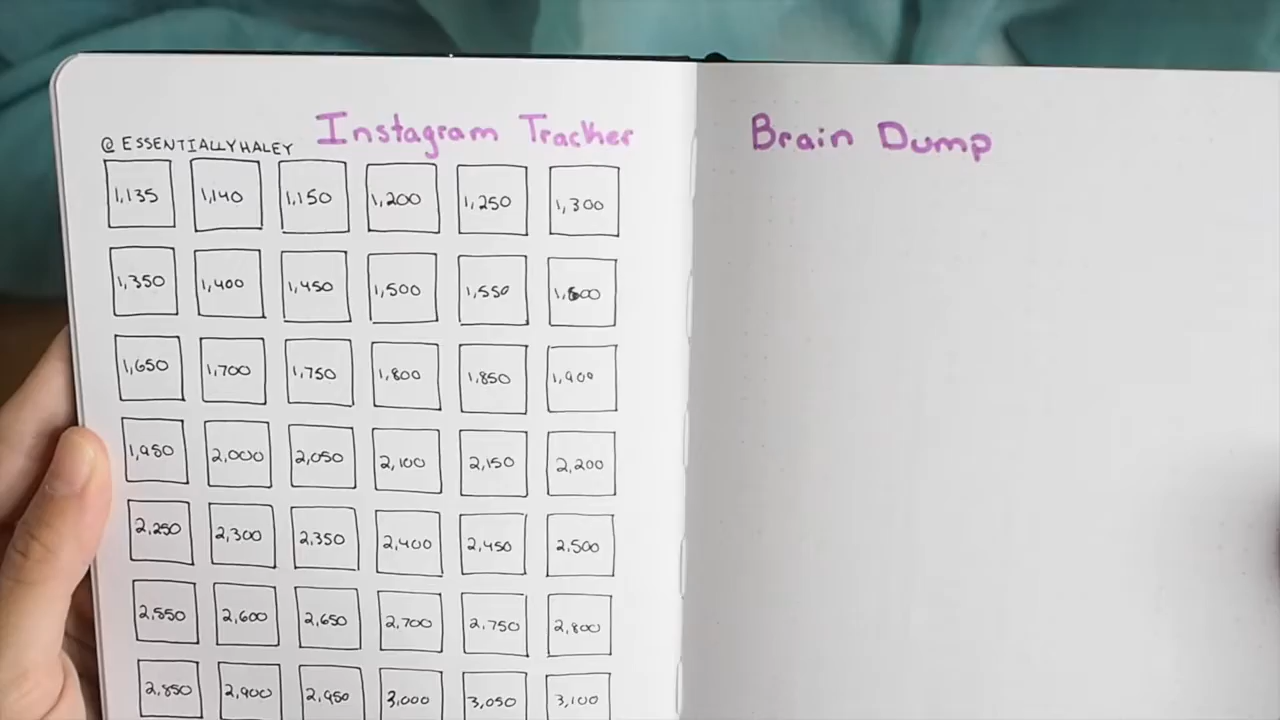 Instagram Tracker
@ESSENTIALLYHALEY
1,135 1,140 1,150 1,200 1,250 1,300
1,350 1,400 1,450 1,500 1,550 1,600
1,650 1,700 1,750 1,800 1,850 1,900
1,950 2,000 2,050 2,100 2,150 2,200
2,250 2,300 2,350 2,400 2,450 2,500
2,550 2,600 2,650 2,700 2,750 2,800
2,850 2,900 2,950 3,000 3,050 3,100
Brain Dump